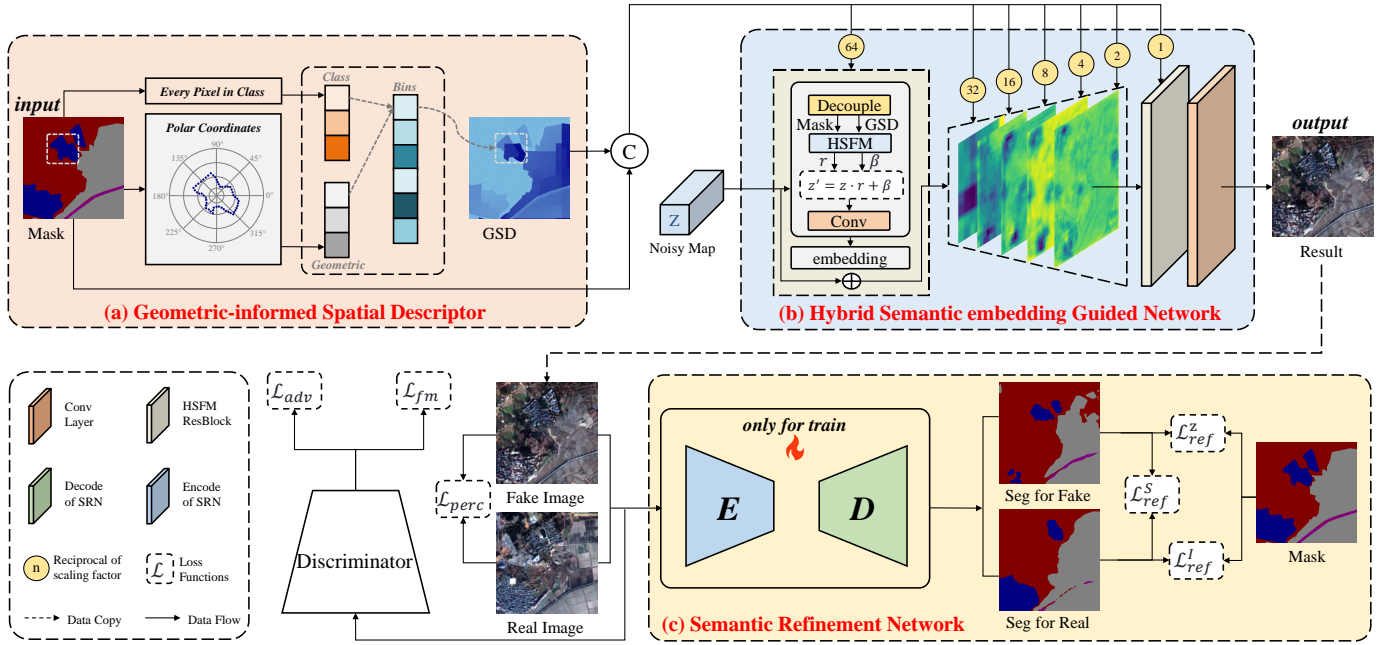 input
Mask
Every Pixel in Class
Polar Coordinates
90°
135°
45°
180°
0°
225°
315°
270°
Class
Geometric
Bins
GSD
(a) Geometric-informed Spatial Descriptor
C
Z
Noisy Map
64
32
16
8
4
2
1
Decouple
Mask
GSD
HSFM
r
β
z′ = z · r + β
Conv
embedding
(b) Hybrid Semantic embedding Guided Network
output
Result
Conv
Layer
HSFM
ResBlock
Decode
of SRN
Encode
of SRN
n
Reciprocal of
scaling factor
ℒ
Loss
Functions
Data Copy
Data Flow
ℒ_adv
ℒ_fm
Discriminator
ℒ_perc
Fake Image
Real Image
only for train
E
D
Seg for Fake
Seg for Real
ℒ_ref^Z
ℒ_ref^S
ℒ_ref^I
Mask
(c) Semantic Refinement Network